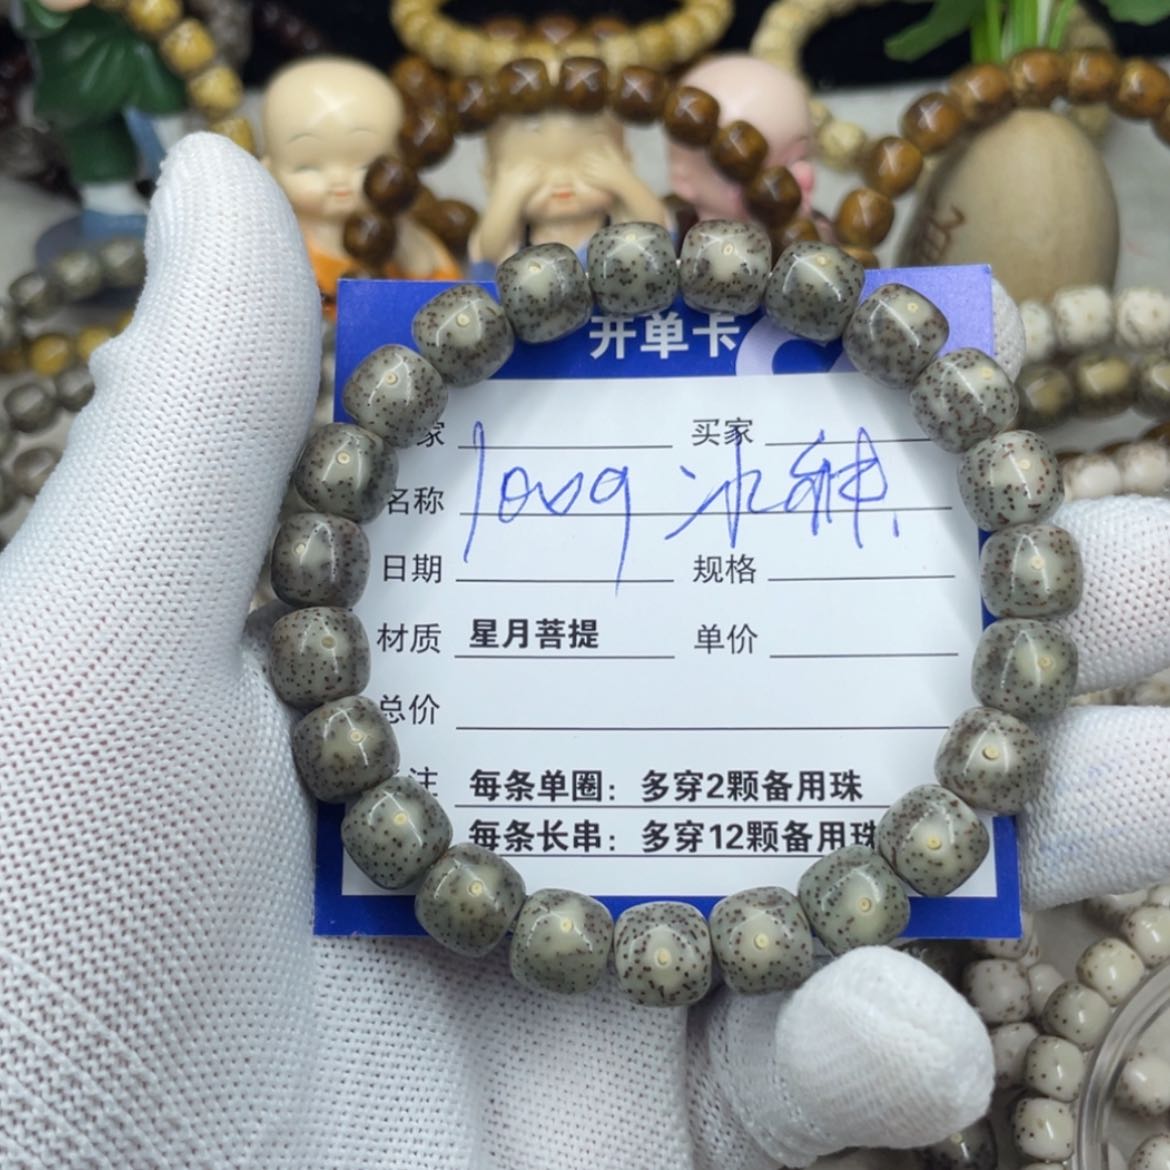 开单卡
家 买家
名称
日期 规格
材质 星月菩提 单价
总价
注 每条单圈：多穿2颗备用珠
每条长串：多穿12颗备用珠